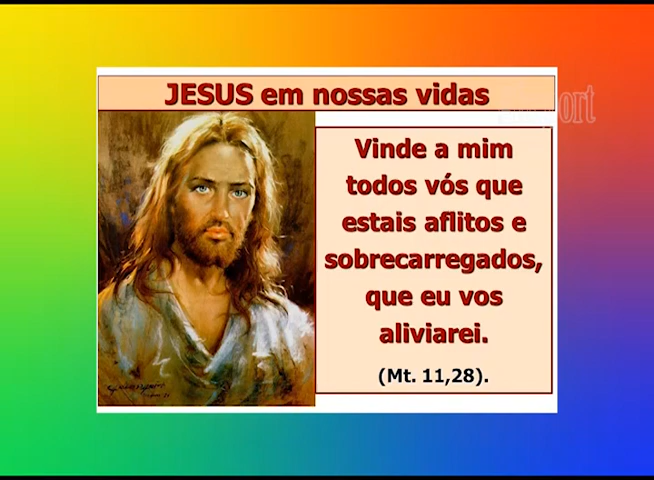 JESUS em nossas vidas
Vinde a mim
todos vós que
estais aflitos e
sobrecarregados,
que eu vos
aliviarei.
(Mt. 11,28).